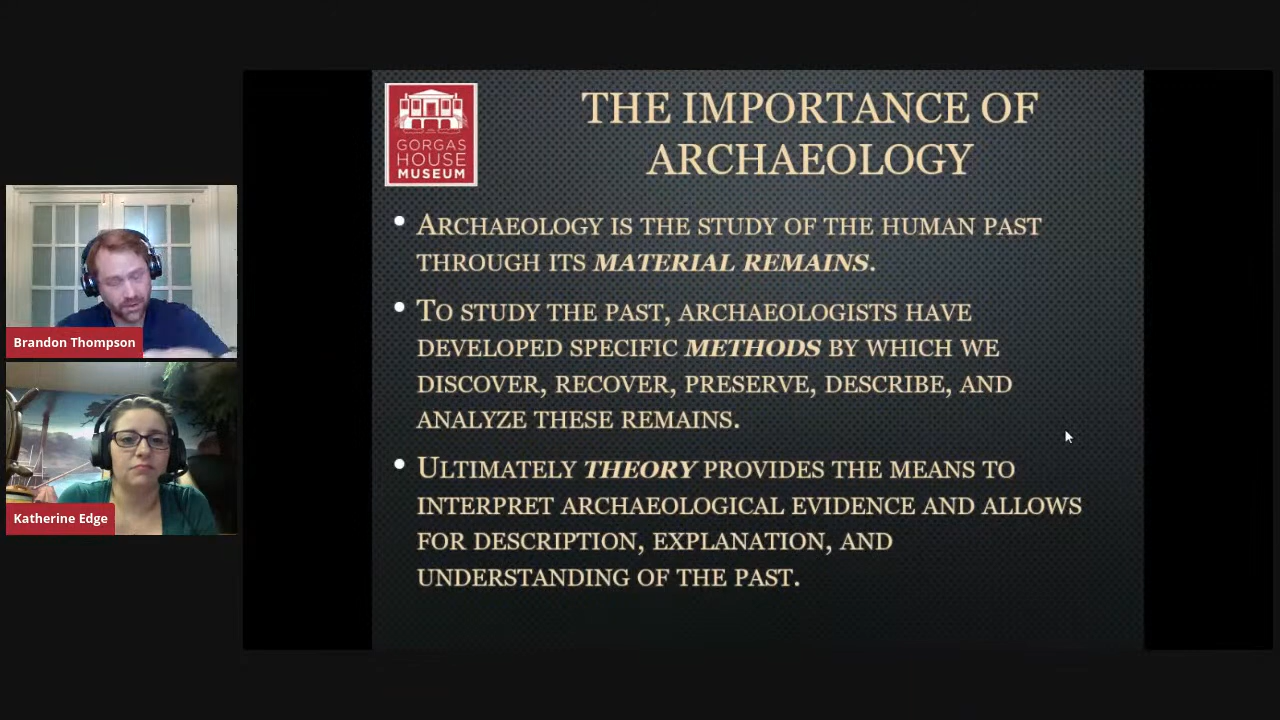 GORGAS
HOUSE
MUSEUM
THE IMPORTANCE OF
ARCHAEOLOGY
• ARCHAEOLOGY IS THE STUDY OF THE HUMAN PAST
THROUGH ITS MATERIAL REMAINS.
• TO STUDY THE PAST, ARCHAEOLOGISTS HAVE
DEVELOPED SPECIFIC METHODS BY WHICH WE
DISCOVER, RECOVER, PRESERVE, DESCRIBE, AND
ANALYZE THESE REMAINS.
• ULTIMATELY THEORY PROVIDES THE MEANS TO
INTERPRET ARCHAEOLOGICAL EVIDENCE AND ALLOWS
FOR DESCRIPTION, EXPLANATION, AND
UNDERSTANDING OF THE PAST.
Brandon Thompson
Katherine Edge